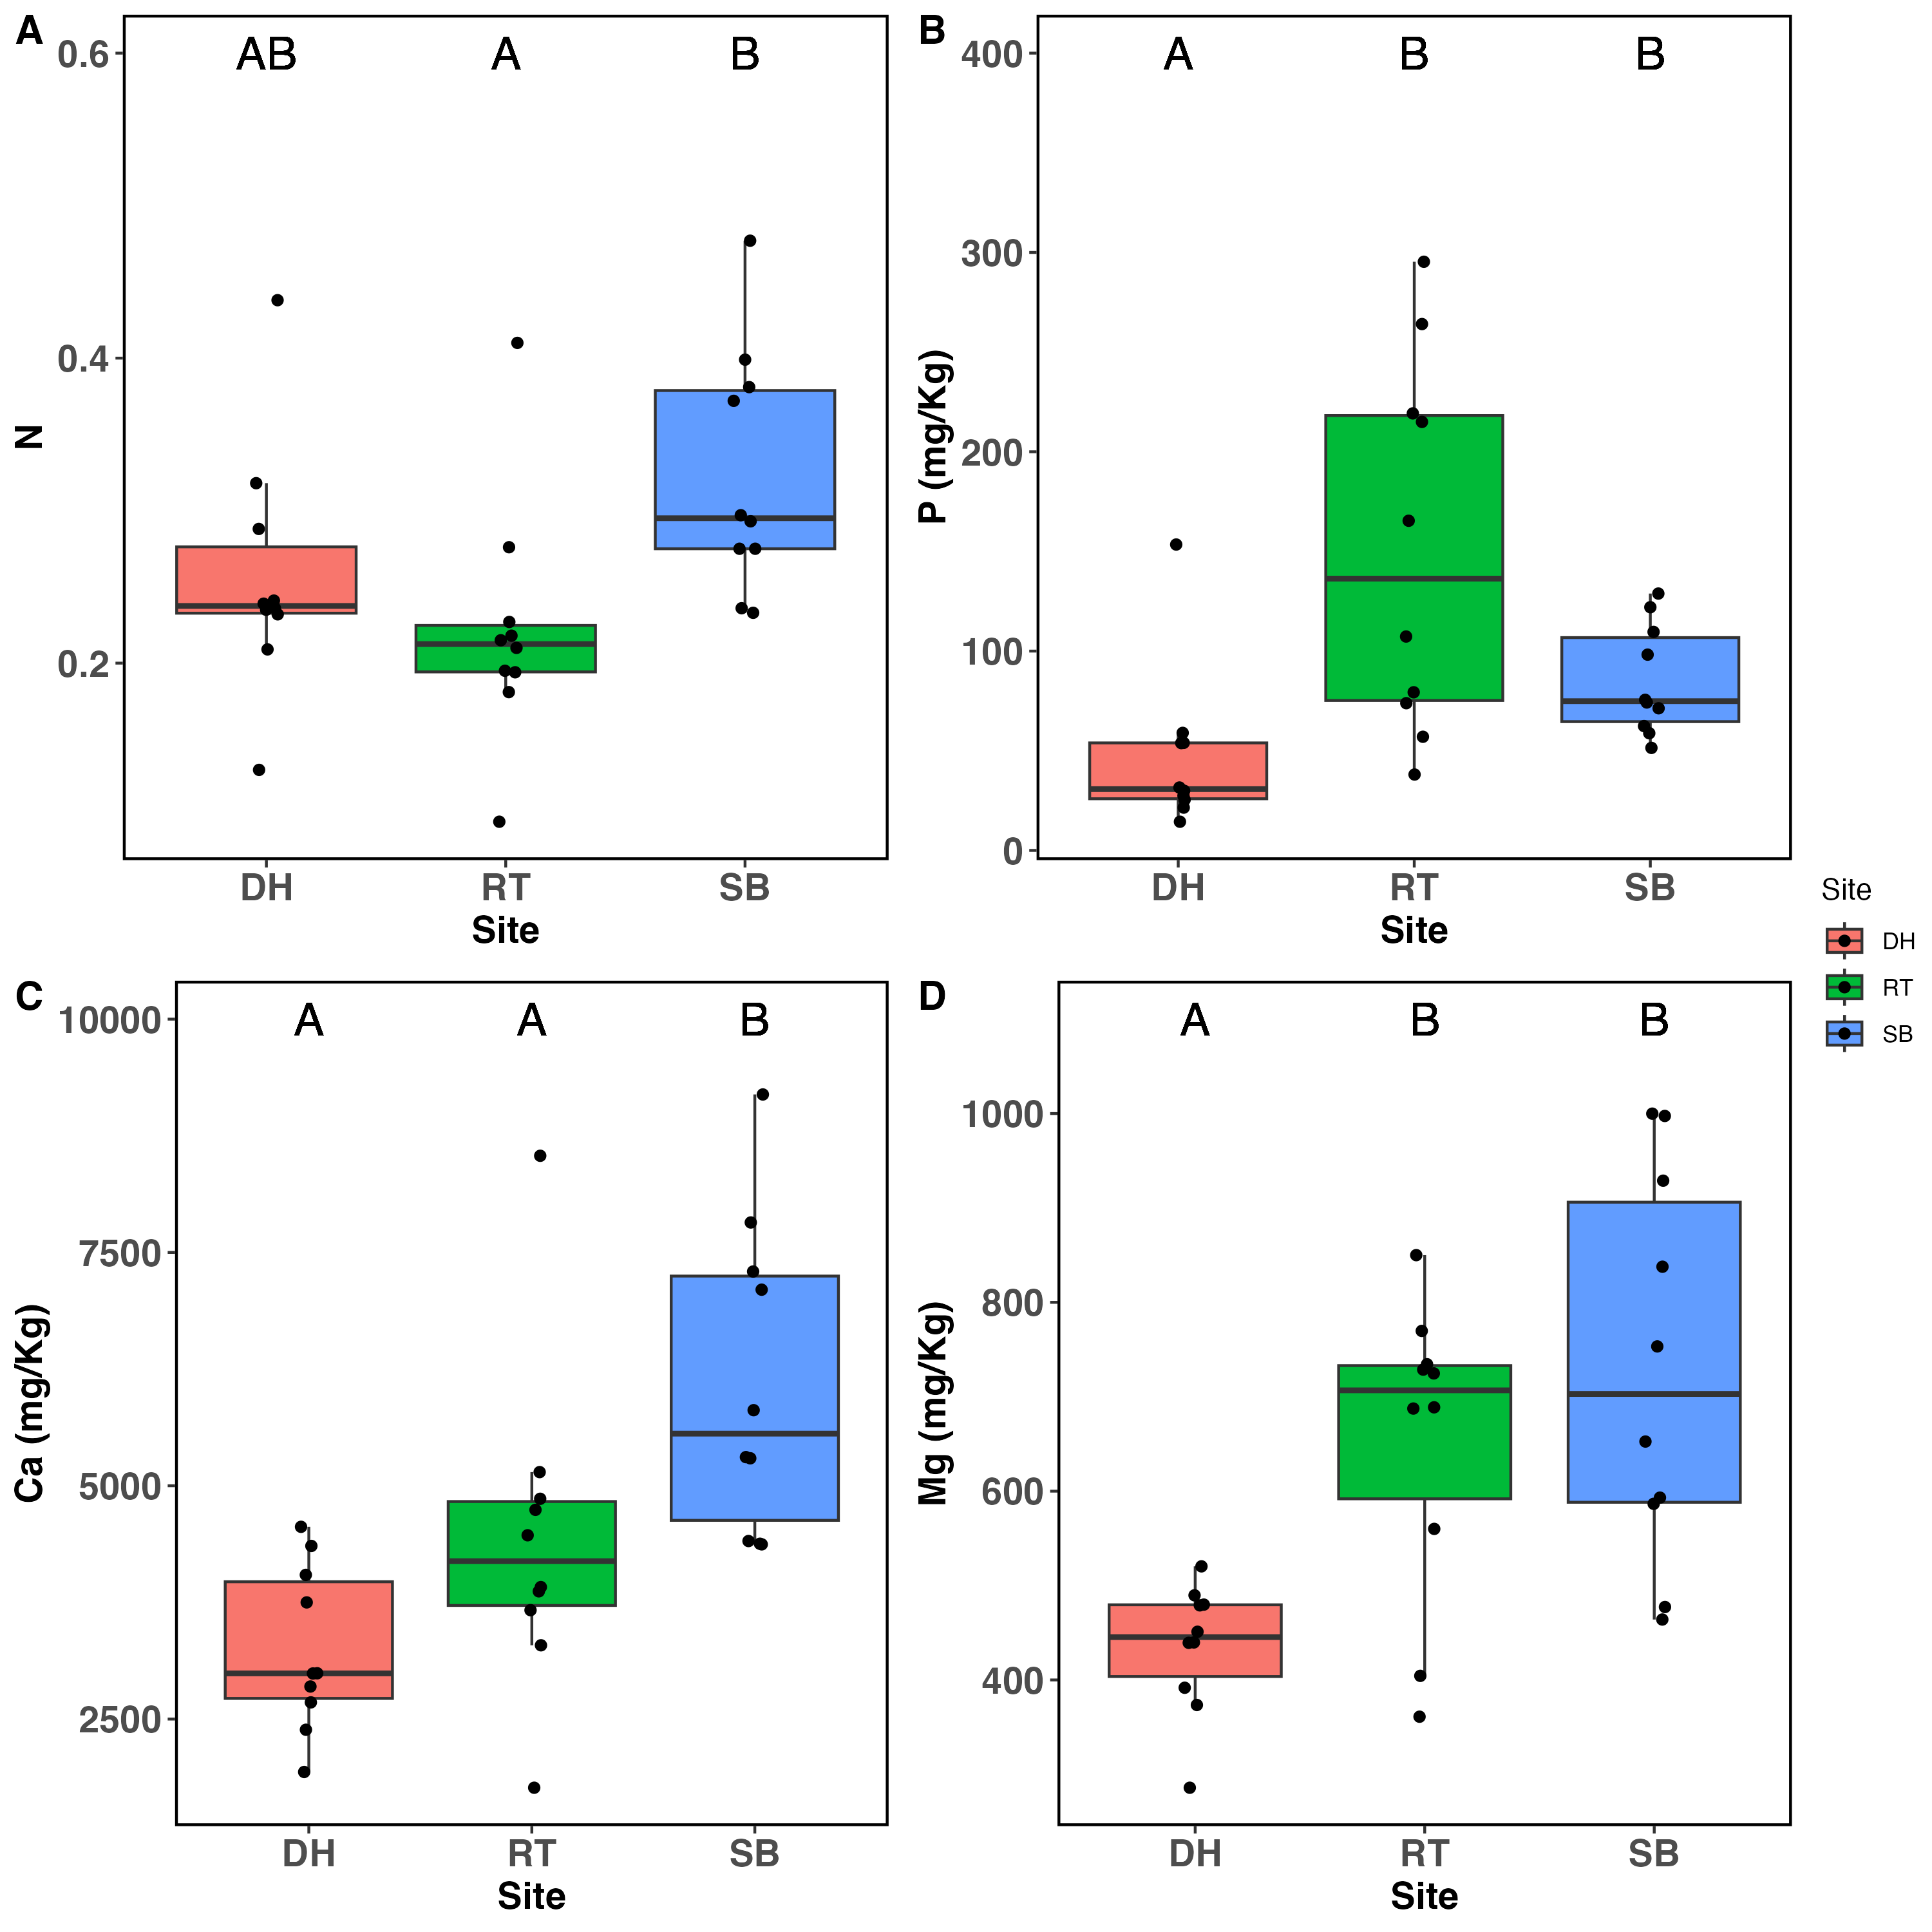 A
AB A B
0.6
0.4
0.2
N
DH RT SB
Site
B
A B B
400
300
200
100
0
P (mg/Kg)
DH RT SB
Site
Site
DH
RT
SB
C
A A B
10000
7500
5000
2500
Ca (mg/Kg)
DH RT SB
Site
D
A B B
1000
800
600
400
Mg (mg/Kg)
DH RT SB
Site